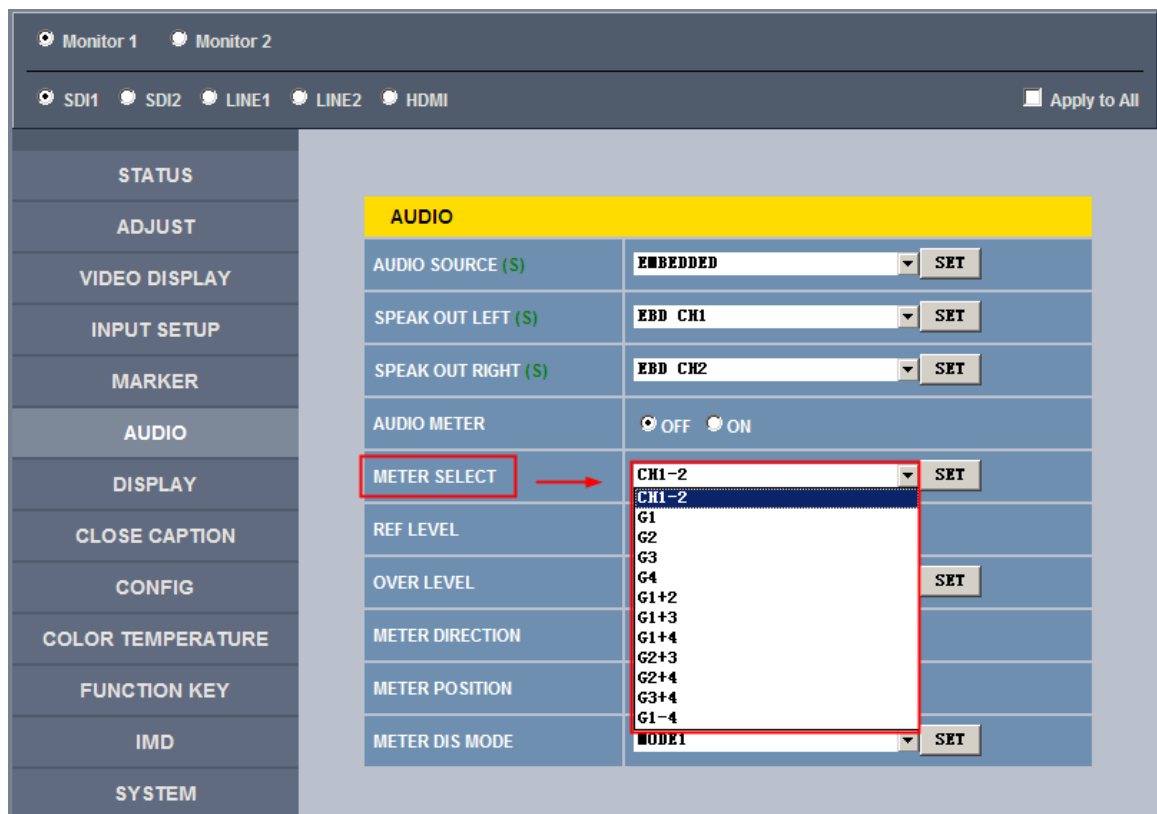 Monitor 1 Monitor 2
SDI1 SDI2 LINE1 LINE2 HDMI Apply to All
STATUS
ADJUST
VIDEO DISPLAY
INPUT SETUP
MARKER
AUDIO
DISPLAY
CLOSE CAPTION
CONFIG
COLOR TEMPERATURE
FUNCTION KEY
IMD
SYSTEM
AUDIO
AUDIO SOURCE (S) EMBEDDED SET
SPEAK OUT LEFT (S) EBD CH1 SET
SPEAK OUT RIGHT (S) EBD CH2 SET
AUDIO METER OFF ON
METER SELECT CH1-2 SET
CH1-2
G1
G2
G3
G4
G1+2
G1+3
G1+4
G2+3
G2+4
G3+4
G1-4
REF LEVEL
OVER LEVEL SET
METER DIRECTION
METER POSITION
METER DIS MODE MODE1 SET